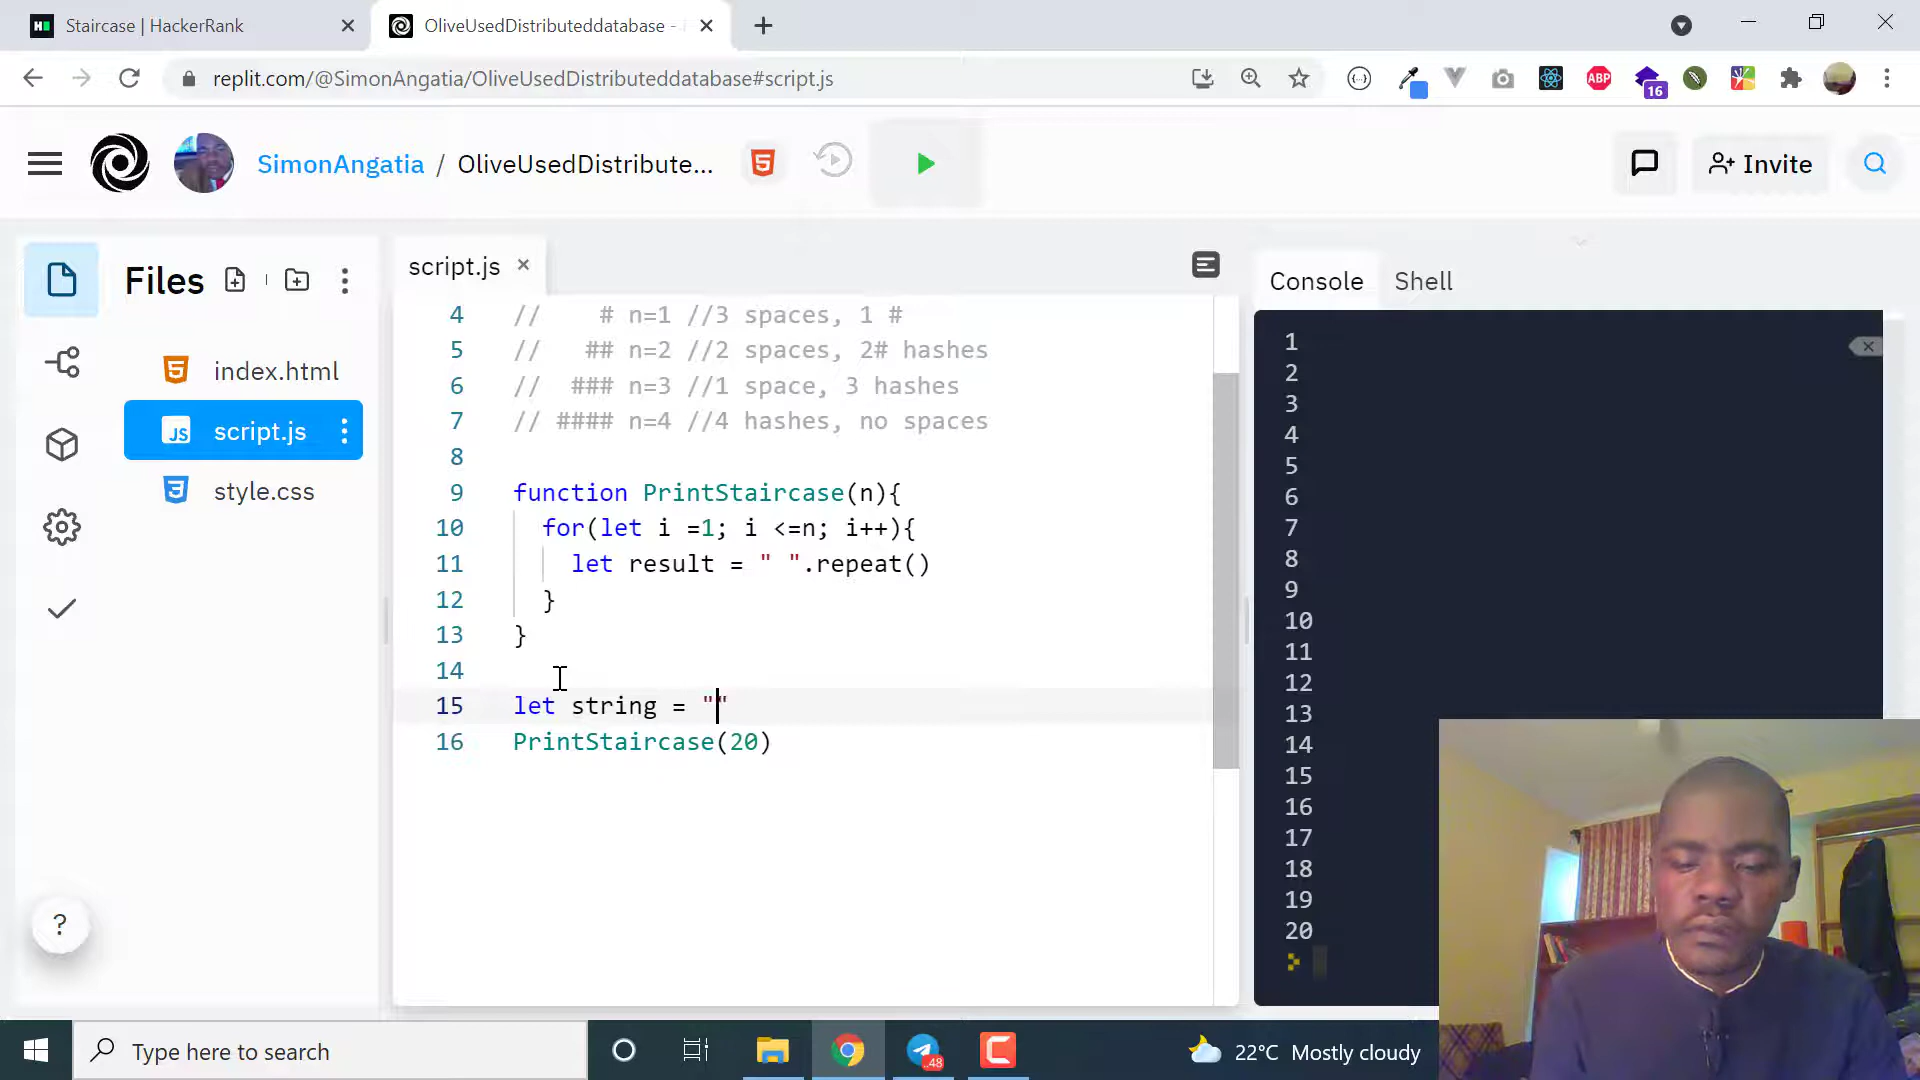 Staircase | HackerRank
OliveUsedDistributeddatabase -
replit.com/@SimonAngatia/OliveUsedDistributeddatabase#script.js
ABP
16
SimonAngatia / OliveUsedDistribute...
Invite
Files
index.html
JS script.js
style.css
script.js
4 // # n=1 //3 spaces, 1 #
5 // ## n=2 //2 spaces, 2# hashes
6 // ### n=3 //1 space, 3 hashes
7 // #### n=4 //4 hashes, no spaces
8
9 function PrintStaircase(n){
10 for(let i =1; i <=n; i++){
11 let result = " ".repeat()
12 }
13 }
14
15 let string = ""
16 PrintStaircase(20)
Console Shell
1
2
3
4
5
6
7
8
9
10
11
12
13
14
15
16
17
18
19
20
>
?
Type here to search
48
22°C Mostly cloudy